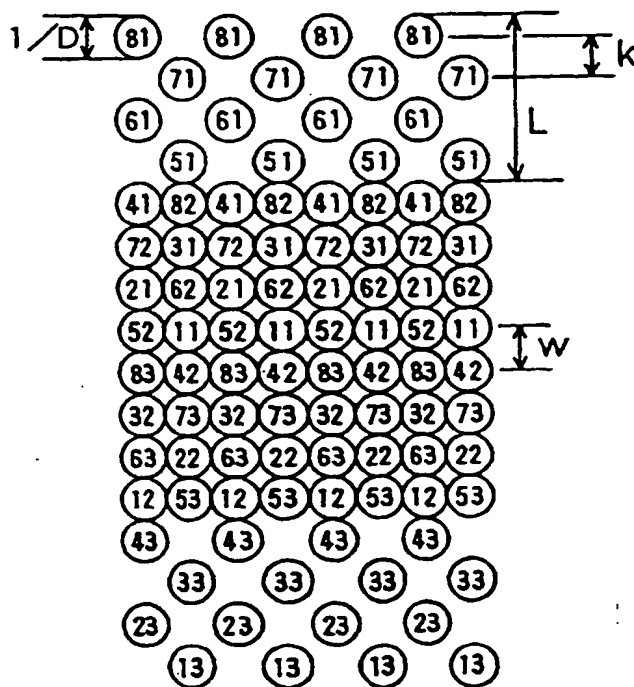 1/D 81 81 81 81
71 71 71 71 k
61 61 61 61 L
51 51 51 51
41 82 41 82 41 82 41 82
72 31 72 31 72 31 72 31
21 62 21 62 21 62 21 62
52 11 52 11 52 11 52 11 W
83 42 83 42 83 42 83 42
32 73 32 73 32 73 32 73
63 22 63 22 63 22 63 22
12 53 12 53 12 53 12 53
43 43 43 43
33 33 33 33
23 23 23 23
13 13 13 13